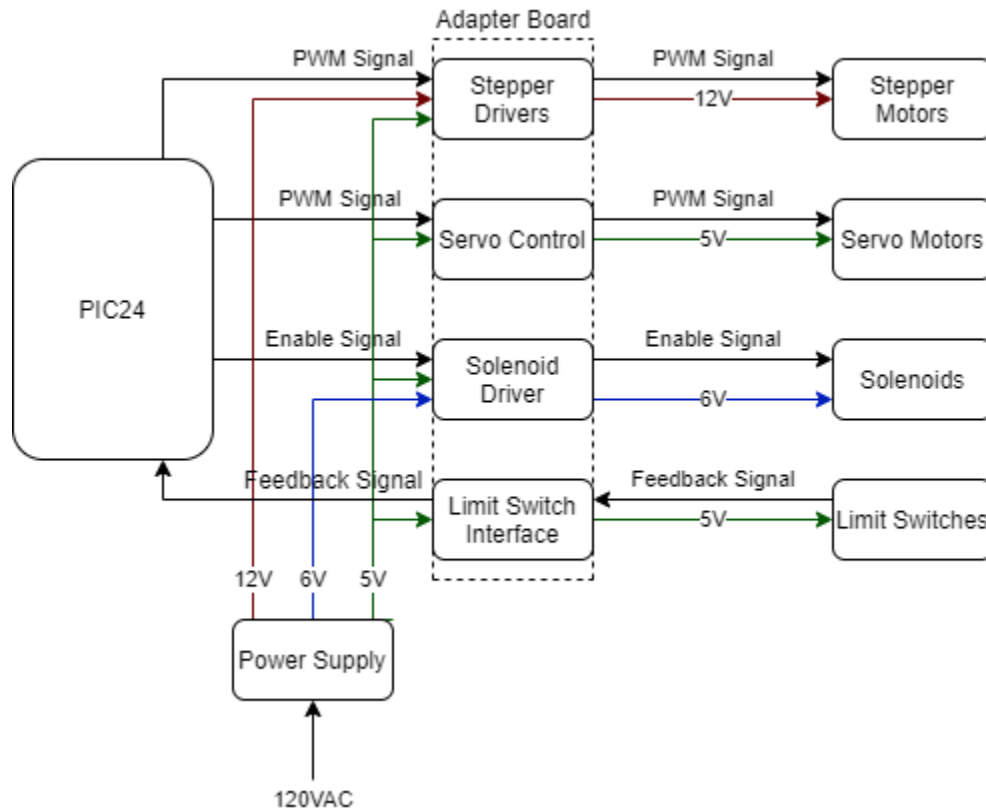 Adapter Board
PWM Signal
PWM Signal
Stepper
Drivers
12V
Stepper
Motors
PWM Signal
PWM Signal
Servo Control
5V
Servo Motors
PIC24
Enable Signal
Enable Signal
Solenoid
Driver
6V
Solenoids
Feedback Signal
Feedback Signal
Limit Switch
Interface
5V
Limit Switches
12V
6V
5V
Power Supply
120VAC